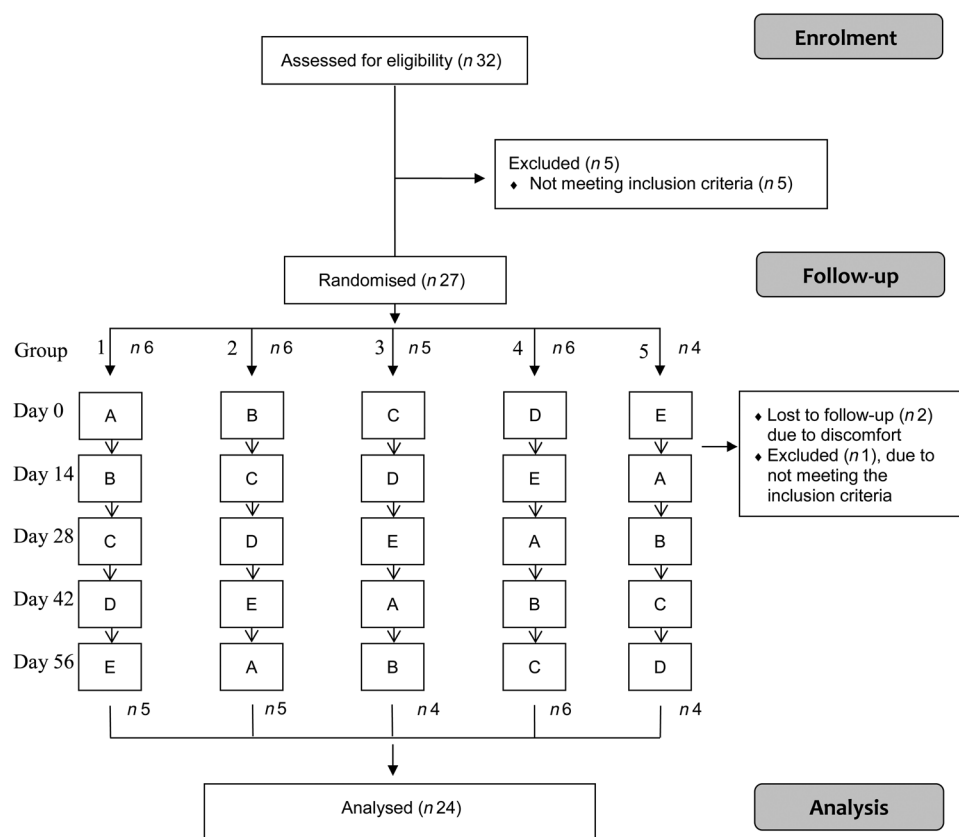 Enrolment
Assessed for eligibility (n 32)
Excluded (n 5)
♦ Not meeting inclusion criteria (n 5)
Randomised (n 27)
Follow-up
Group 1 n 6 2 n 6 3 n 5 4 n 6 5 n 4
Day 0 A B C D E
♦ Lost to follow-up (n 2)
due to discomfort
♦ Excluded (n 1), due to
not meeting the
inclusion criteria
Day 14 B C D E A
Day 28 C D E A B
Day 42 D E A B C
Day 56 E A B C D
n 5 n 5 n 4 n 6 n 4
Analysed (n 24)
Analysis